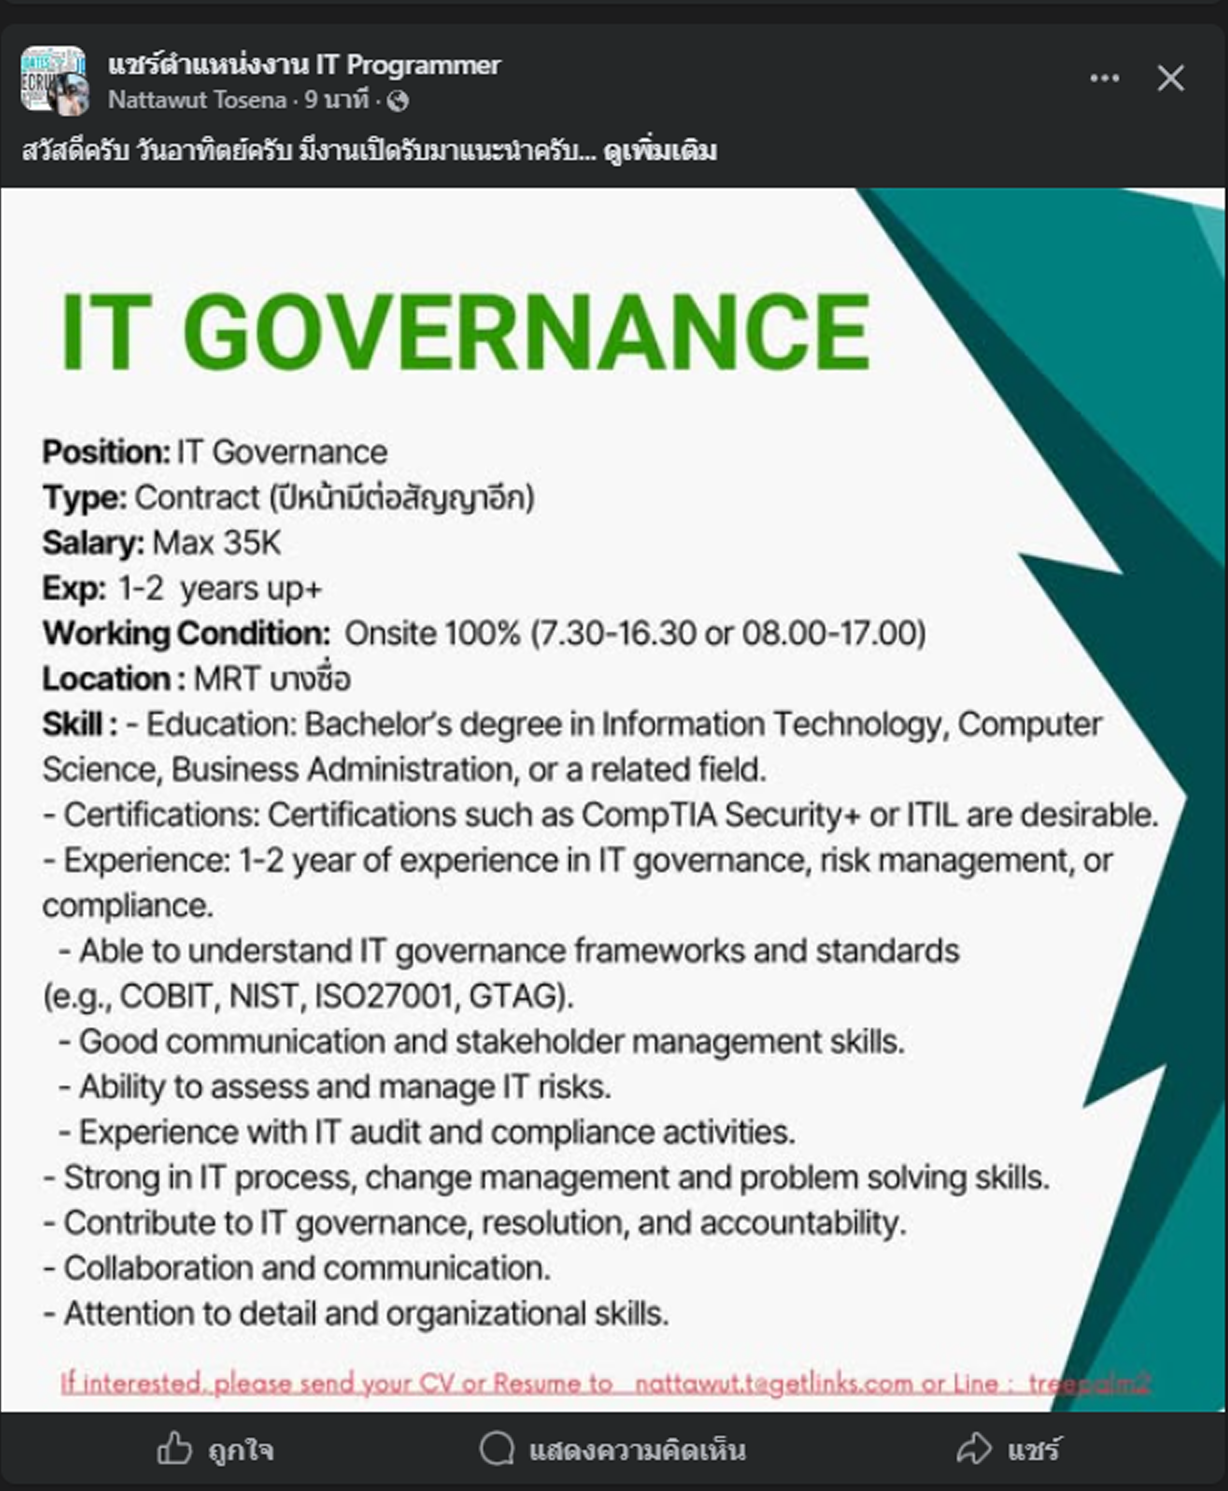 แชร์ตำแหน่งงาน IT Programmer
Nattawut Tosena · 9 นาที ·
สวัสดีครับ วันอาทิตย์ครับ มีงานเปิดรับมาแนะนำครับ... ดูเพิ่มเติม
IT GOVERNANCE
Position: IT Governance
Type: Contract (ปีหน้ามีต่อสัญญาอีก)
Salary: Max 35K
Exp: 1-2 years up+
Working Condition: Onsite 100% (7.30-16.30 or 08.00-17.00)
Location : MRT บางซื่อ
Skill : - Education: Bachelor's degree in Information Technology, Computer
Science, Business Administration, or a related field.
- Certifications: Certifications such as CompTIA Security+ or ITIL are desirable.
- Experience: 1-2 year of experience in IT governance, risk management, or
compliance.
- Able to understand IT governance frameworks and standards
(e.g., COBIT, NIST, ISO27001, GTAG).
- Good communication and stakeholder management skills.
- Ability to assess and manage IT risks.
- Experience with IT audit and compliance activities.
- Strong in IT process, change management and problem solving skills.
- Contribute to IT governance, resolution, and accountability.
- Collaboration and communication.
- Attention to detail and organizational skills.
If interested, please send your CV or Resume to nattawut.t@getlinks.com or Line : treepalm2
ถูกใจ
แสดงความคิดเห็น
แชร์